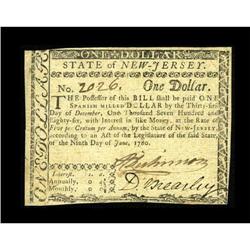 ONE DOLLAR.
STATE of NEW-JERSEY.
No. 2026. One Dollar.
THE Possessor of this BILL shall be paid ONE
SPANISH MILLED DOLLAR by the Thirty-first
Day of December, One Thousand Seven Hundred and
Eighty-six, with Interest in like Money, at the Rate of
Five per Centum per Annum, by the State of NEW-JERSEY,
according to an Act of the Legislature of the said State
of the Ninth Day of June, 1780.
Interest. s. d. q.
Annually,
Monthly,
D Brearley
ONE DOLLAR